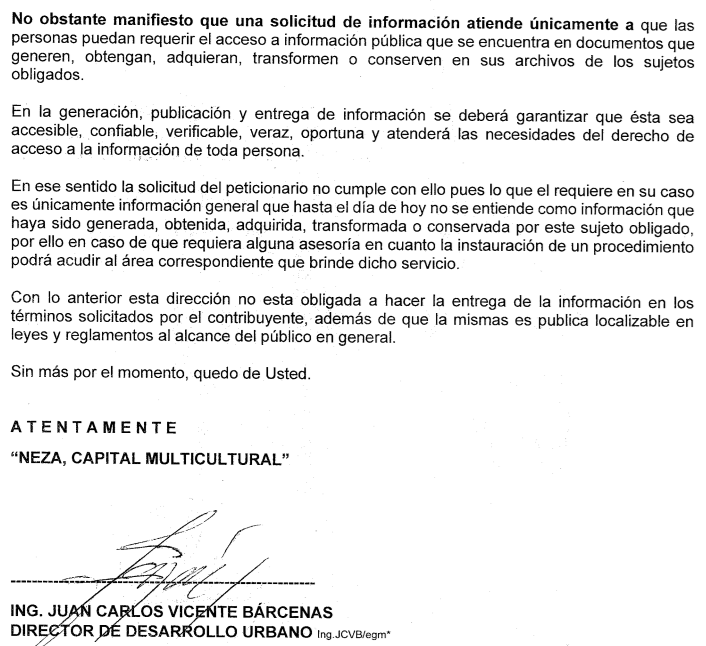 No obstante manifiesto que una solicitud de información atiende únicamente a que las
personas puedan requerir el acceso a información pública que se encuentra en documentos que
generen, obtengan, adquieran, transformen o conserven en sus archivos de los sujetos
obligados.
En la generación, publicación y entrega de información se deberá garantizar que ésta sea
accesible, confiable, verificable, veraz, oportuna y atenderá las necesidades del derecho de
acceso a la información de toda persona.
En ese sentido la solicitud del peticionario no cumple con ello pues lo que el requiere en su caso
es únicamente información general que hasta el día de hoy no se entiende como información que
haya sido generada, obtenida, adquirida, transformada o conservada por este sujeto obligado,
por ello en caso de que requiera alguna asesoría en cuanto la instauración de un procedimiento
podrá acudir al área correspondiente que brinde dicho servicio.
Con lo anterior esta dirección no esta obligada a hacer la entrega de la información en los
términos solicitados por el contribuyente, además de que la mismas es publica localizable en
leyes y reglamentos al alcance del público en general.
Sin más por el momento, quedo de Usted.
A T E N T A M E N T E
“NEZA, CAPITAL MULTICULTURAL”
ING. JUAN CARLOS VICENTE BÁRCENAS
DIRECTOR DE DESARROLLO URBANO Ing.JCVB/egm*